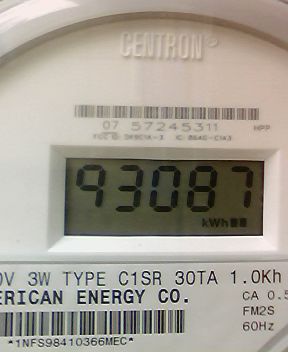 CENTRON®
07 57245311 HPP
93087
kWh
0V 3W TYPE C1SR 30TA 1.0Kh
ERICAN ENERGY CO. CA 0.5
FM2S
60Hz
*1NFS98410366MEC*